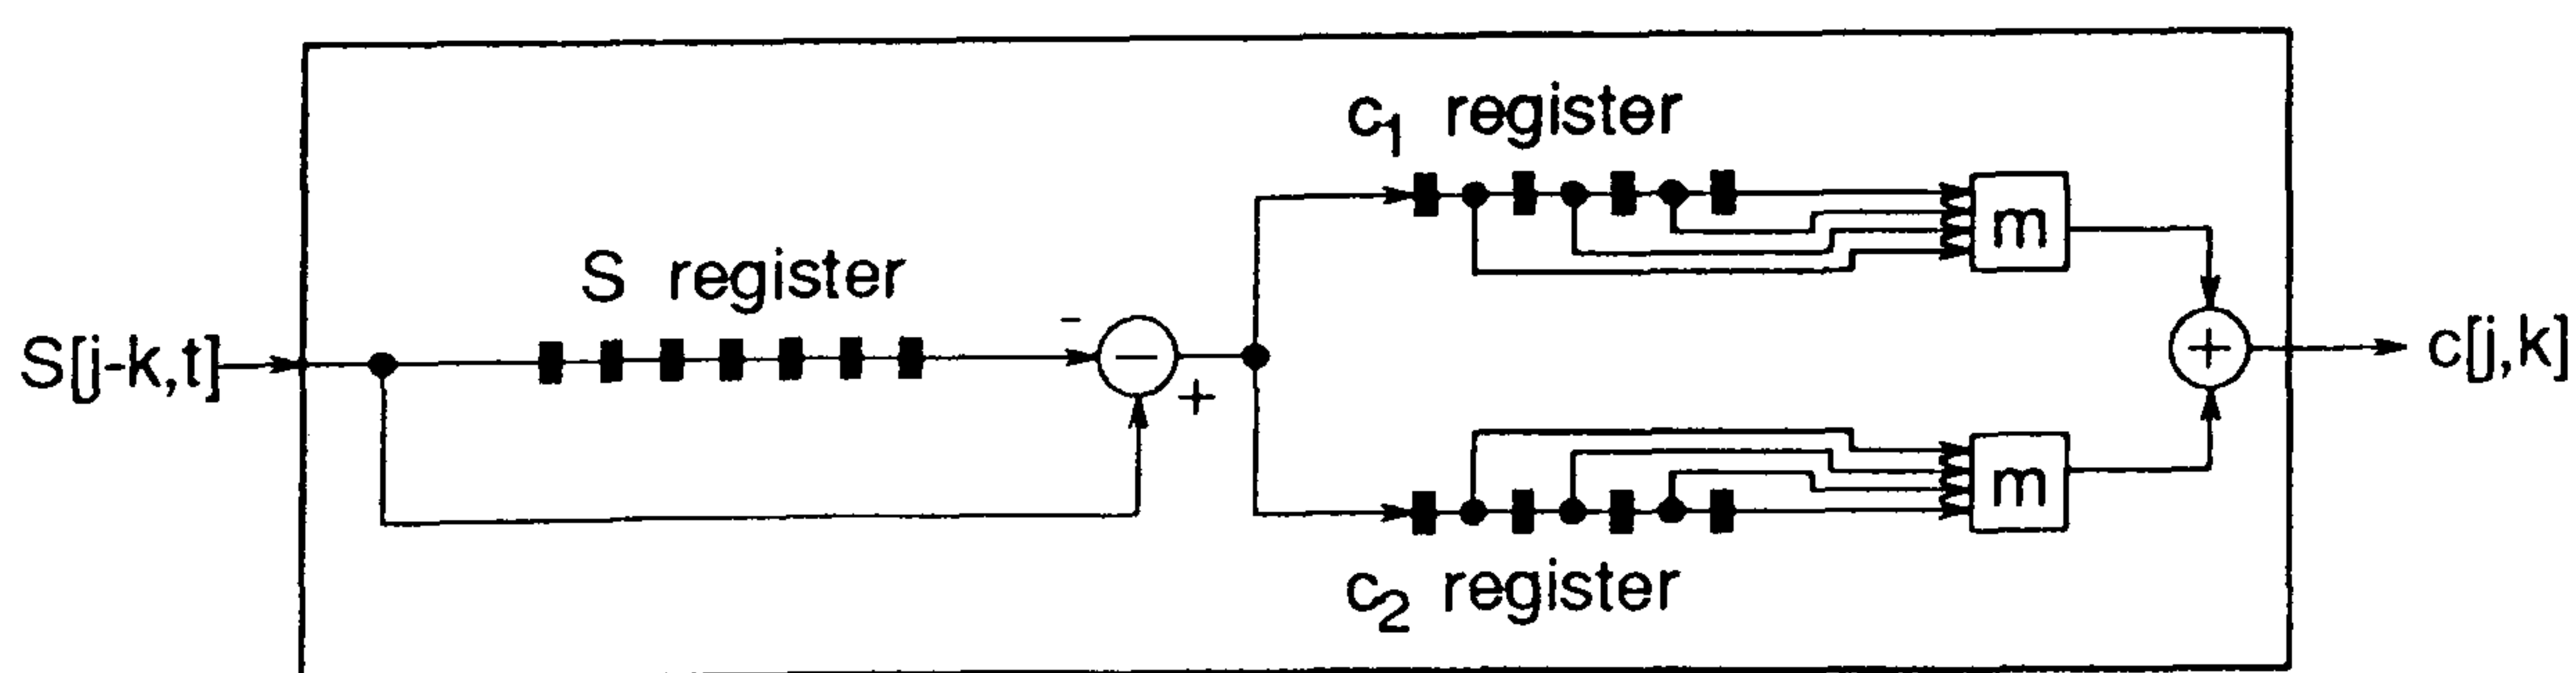 c₁ register
m
S register
-
−
S[j-k,t]
+
+
c[j,k]
m
c₂ register